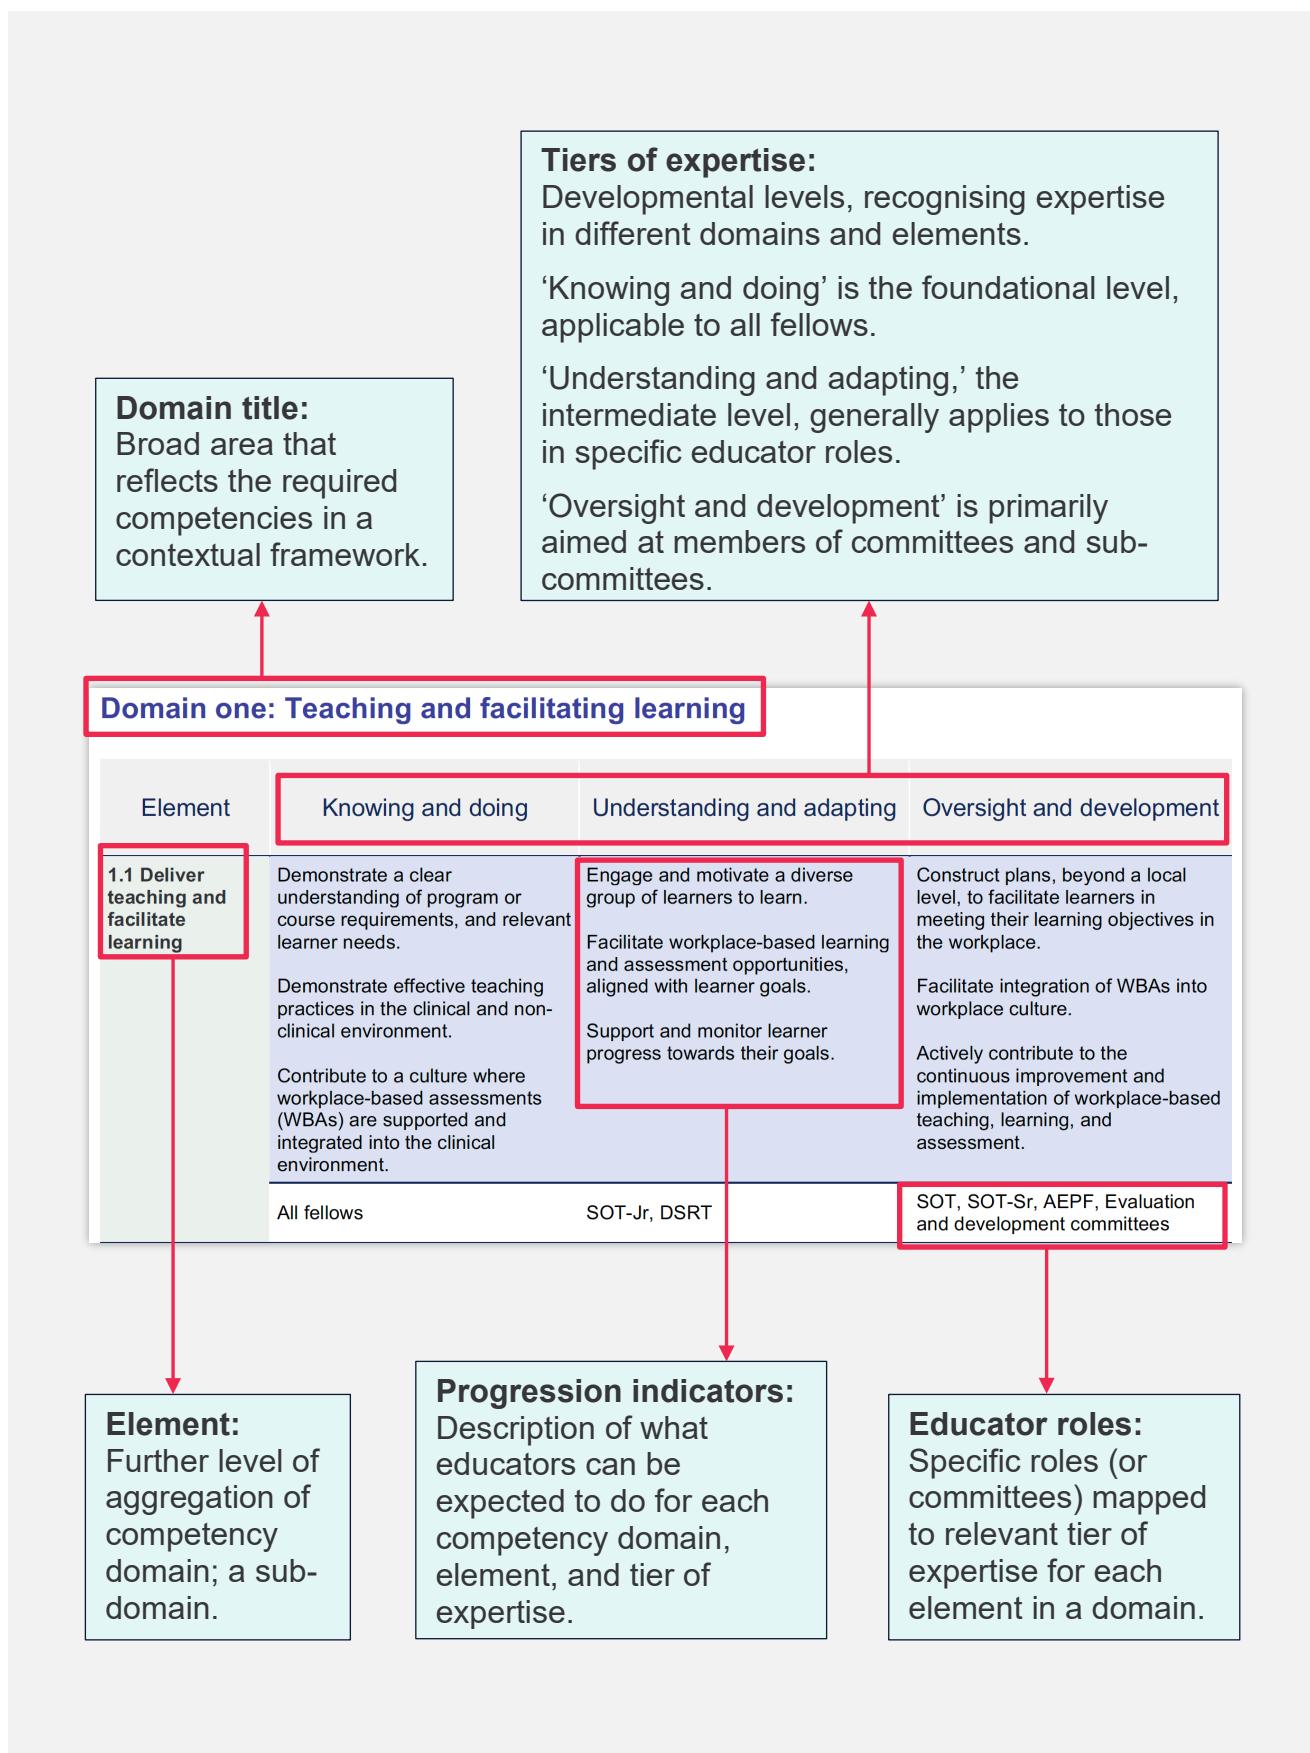 Tiers of expertise:
Developmental levels, recognising expertise
in different domains and elements.
‘Knowing and doing’ is the foundational level,
applicable to all fellows.
‘Understanding and adapting,’ the
intermediate level, generally applies to those
in specific educator roles.
‘Oversight and development’ is primarily
aimed at members of committees and sub-
committees.
Domain title:
Broad area that
reflects the required
competencies in a
contextual framework.
Domain one: Teaching and facilitating learning
Element
Knowing and doing
Understanding and adapting
Oversight and development
1.1 Deliver
teaching and
facilitate
learning
Demonstrate a clear
understanding of program or
course requirements, and relevant
learner needs.
Demonstrate effective teaching
practices in the clinical and non-
clinical environment.
Contribute to a culture where
workplace-based assessments
(WBAs) are supported and
integrated into the clinical
environment.
Engage and motivate a diverse
group of learners to learn.
Facilitate workplace-based learning
and assessment opportunities,
aligned with learner goals.
Support and monitor learner
progress towards their goals.
Construct plans, beyond a local
level, to facilitate learners in
meeting their learning objectives in
the workplace.
Facilitate integration of WBAs into
workplace culture.
Actively contribute to the
continuous improvement and
implementation of workplace-based
teaching, learning, and
assessment.
All fellows
SOT-Jr, DSRT
SOT, SOT-Sr, AEPF, Evaluation
and development committees
Element:
Further level of
aggregation of
competency
domain; a sub-
domain.
Progression indicators:
Description of what
educators can be
expected to do for each
competency domain,
element, and tier of
expertise.
Educator roles:
Specific roles (or
committees) mapped
to relevant tier of
expertise for each
element in a domain.